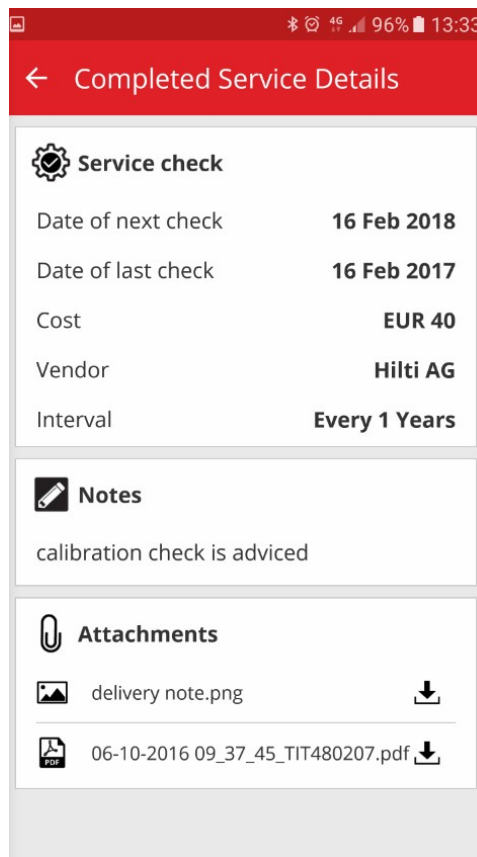 4G 96% 13:33
Completed Service Details
Service check
Date of next check 16 Feb 2018
Date of last check 16 Feb 2017
Cost EUR 40
Vendor Hilti AG
Interval Every 1 Years
Notes
calibration check is adviced
Attachments
delivery note.png
PDF 06-10-2016 09_37_45_TIT480207.pdf